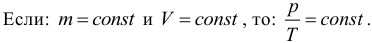 Если: m = const и V = const, то: p/T = const.